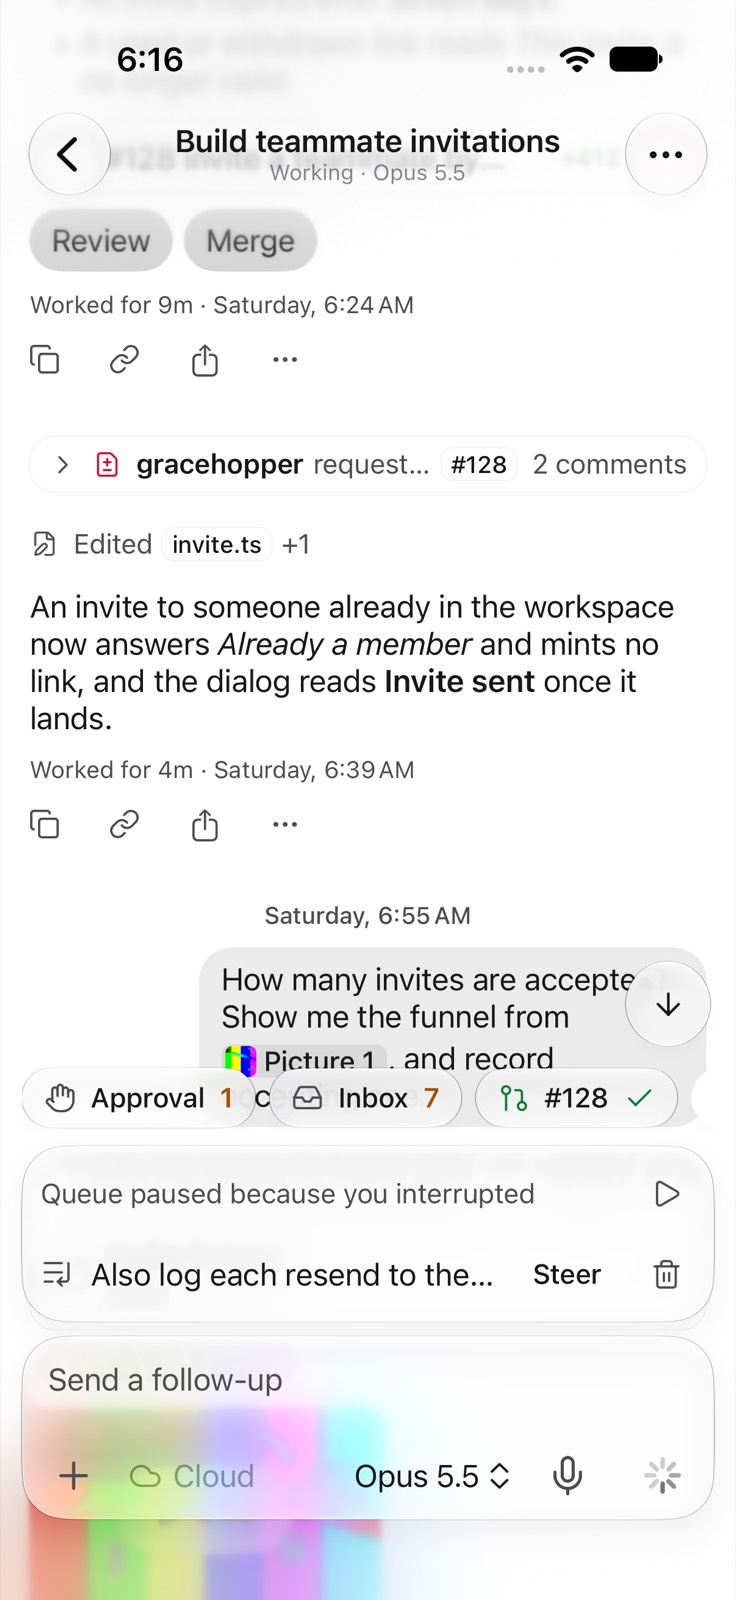 6:16
Build teammate invitations
Working · Opus 5.5
Review Merge
Worked for 9m · Saturday, 6:24 AM
gracehopper request... #128 2 comments
Edited invite.ts +1
An invite to someone already in the workspace
now answers Already a member and mints no
link, and the dialog reads Invite sent once it
lands.
Worked for 4m · Saturday, 6:39 AM
Saturday, 6:55 AM
How many invites are accepted?
Show me the funnel from
Picture 1 , and record
Approval 1 Inbox 7 #128
Queue paused because you interrupted
Also log each resend to the... Steer
Send a follow-up
Cloud Opus 5.5